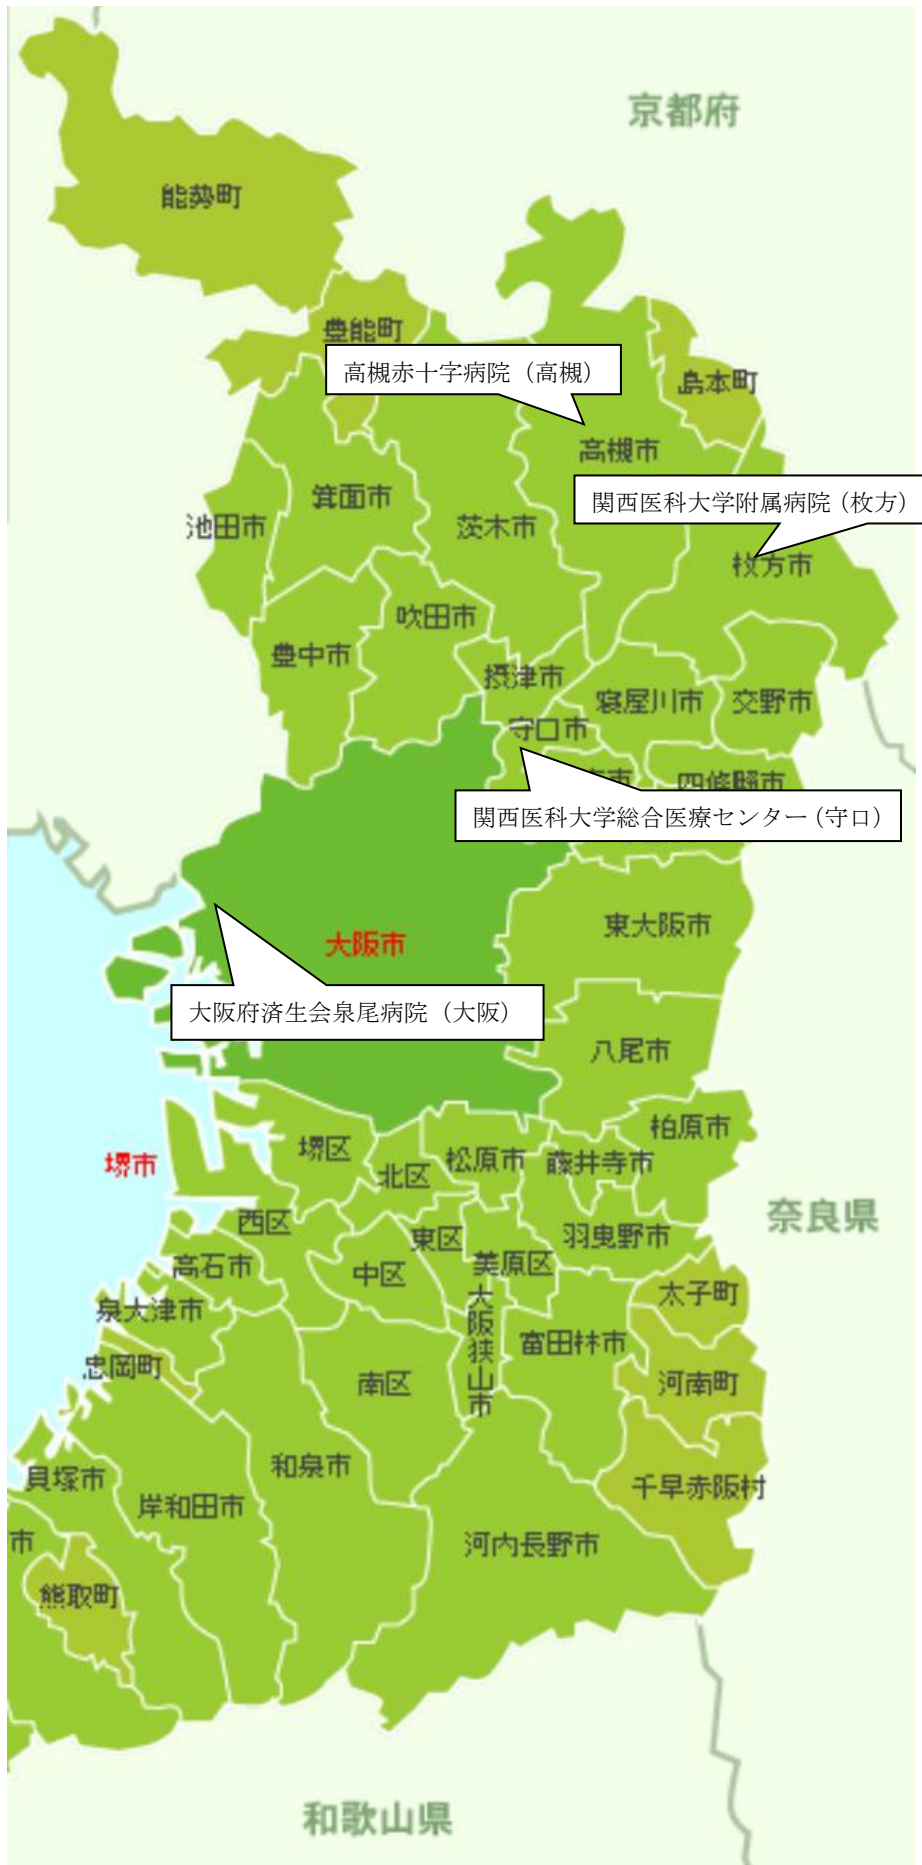 京都府
能勢町
豊能町
高槻赤十字病院（高槻）
島本町
高槻市
関西医科大学附属病院（枚方）
箕面市
池田市
茨木市
枚方市
吹田市
豊中市
摂津市
寝屋川市
交野市
守口市
四條畷市
関西医科大学総合医療センター（守口）
東大阪市
大阪市
大阪府済生会泉尾病院（大阪）
八尾市
柏原市
堺区
松原市
藤井寺市
堺市
北区
奈良県
西区
東区
羽曳野市
美原区
高石市
中区
太子町
泉大津市
大阪狭山市
富田林市
忠岡町
南区
河南町
和泉市
貝塚市
千早赤阪村
岸和田市
市
河内長野市
熊取町
和歌山県